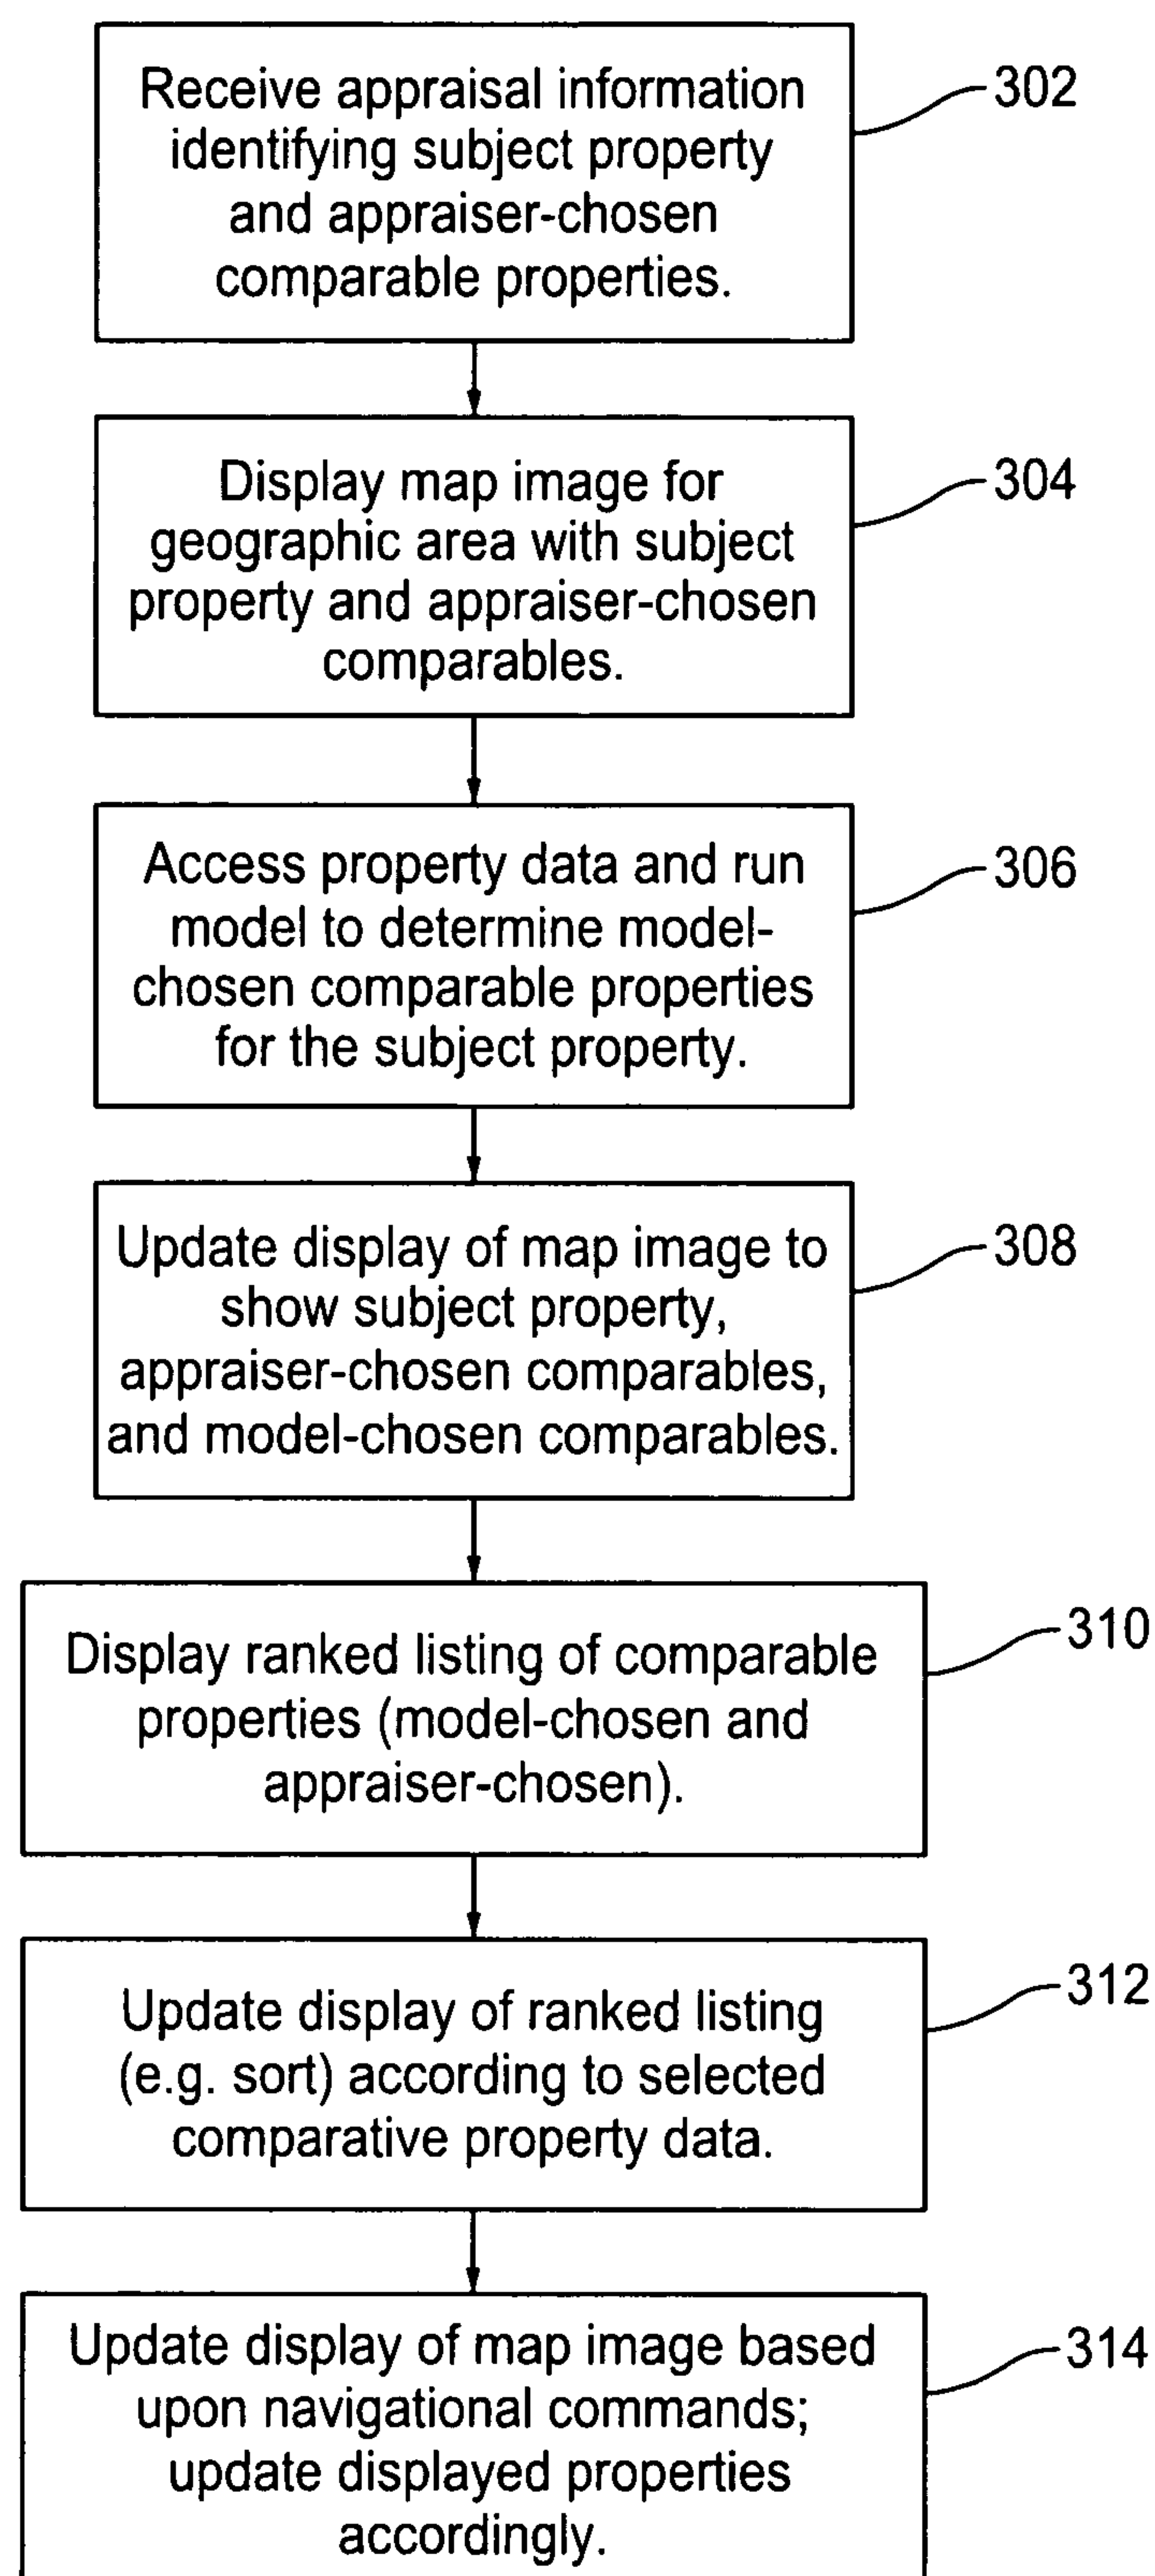 Receive appraisal information
identifying subject property
and appraiser-chosen
comparable properties.
302
Display map image for
geographic area with subject
property and appraiser-chosen
comparables.
304
Access property data and run
model to determine model-
chosen comparable properties
for the subject property.
306
Update display of map image to
show subject property,
appraiser-chosen comparables,
and model-chosen comparables.
308
Display ranked listing of comparable
properties (model-chosen and
appraiser-chosen).
310
Update display of ranked listing
(e.g. sort) according to selected
comparative property data.
312
Update display of map image based
upon navigational commands;
update displayed properties
accordingly.
314